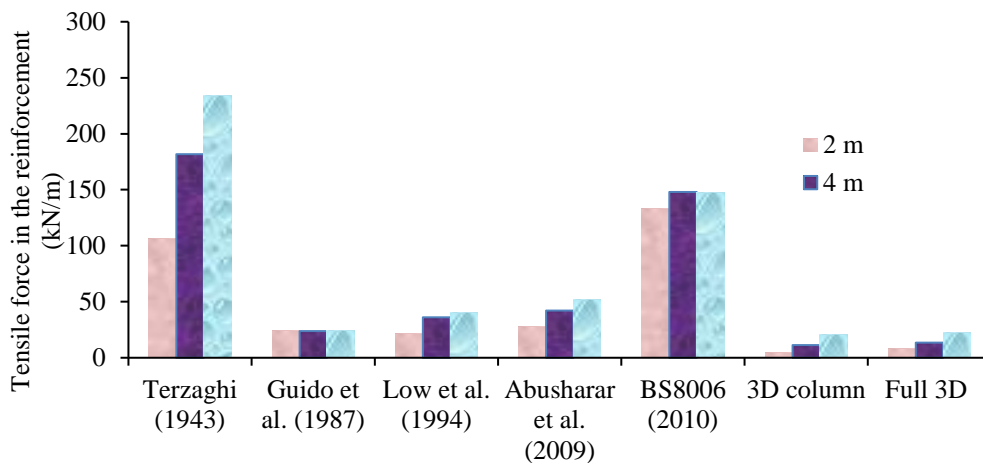 Tensile force in the reinforcement
(kN/m)
300
250
200
150
100
50
0
2 m
4 m
Terzaghi
(1943)
Guido et
al. (1987)
Low et al.
(1994)
Abusharar
et al.
(2009)
BS8006
(2010)
3D column
Full 3D